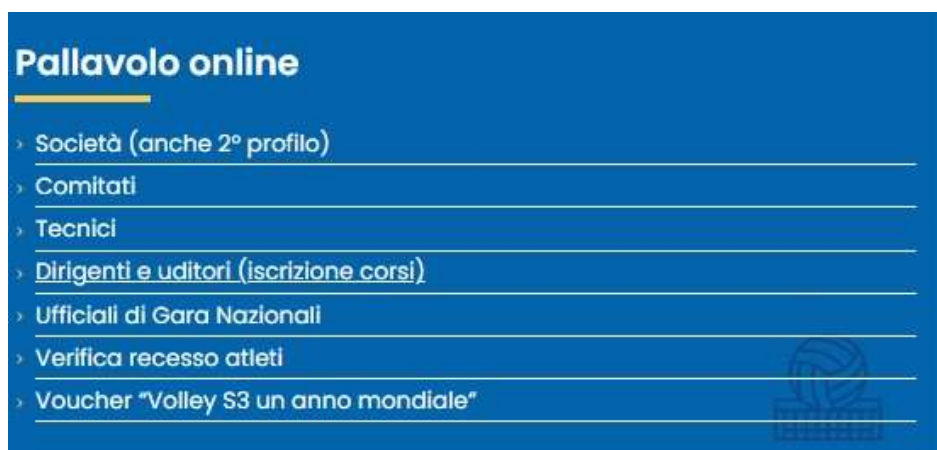 Pallavolo online
Società (anche 2° profilo)
Comitati
Tecnici
Dirigenti e uditori (iscrizione corsi)
Ufficiali di Gara Nazionali
Verifica recesso atleti
Voucher “Volley S3 un anno mondiale”